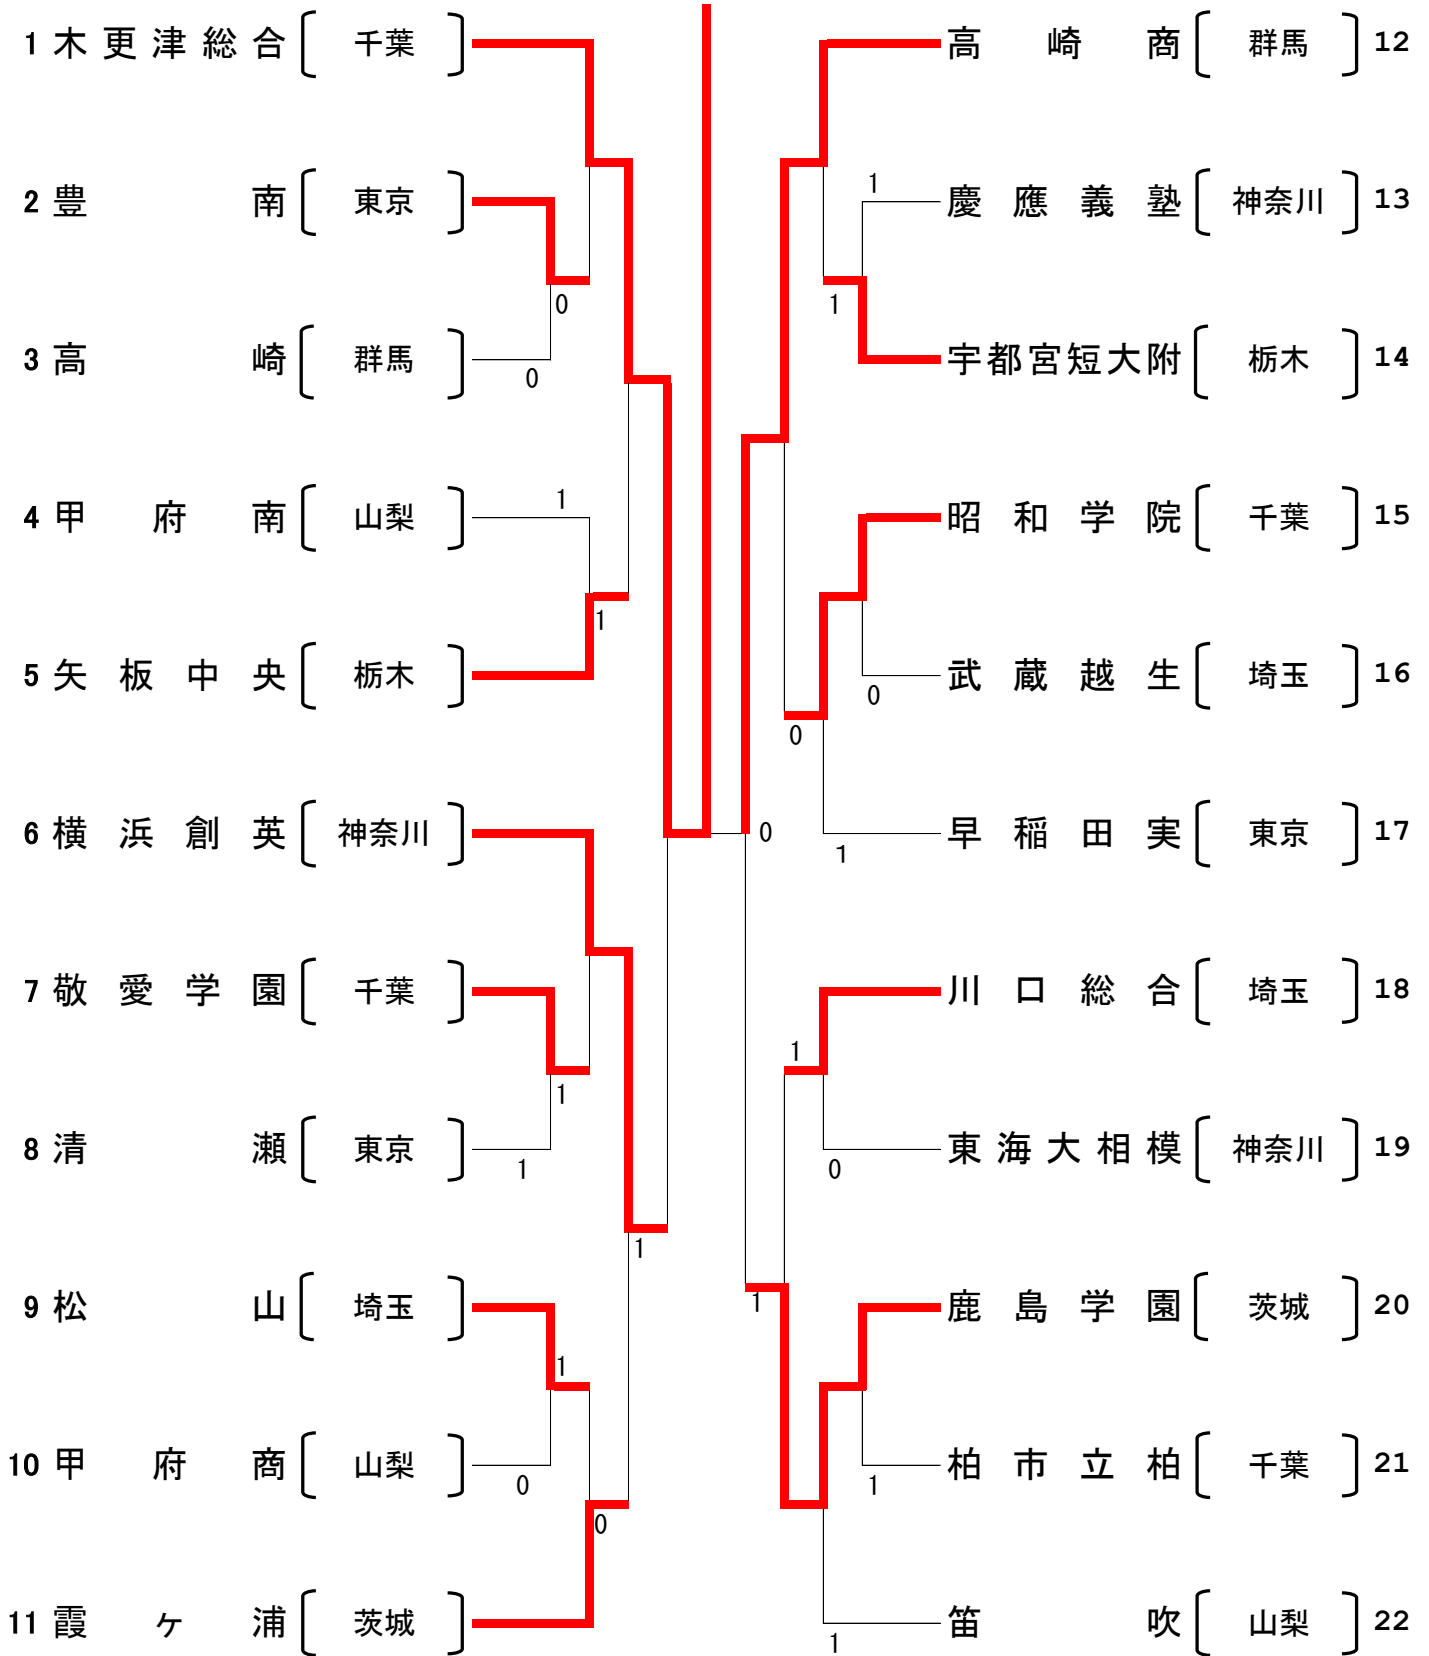 1 木更津総合 千葉
2 豊南 東京
0
3 高崎 群馬
0
1
4 甲府南 山梨
1
5 矢板中央 栃木
6 横浜創英 神奈川
7 敬愛学園 千葉
1
8 清瀬 東京
1
1
9 松山 埼玉
1
10 甲府商 山梨
0
0
11 霞ヶ浦 茨城
0
高崎商 群馬 12
1
慶應義塾 神奈川 13
1
宇都宮短大附 栃木 14
昭和学院 千葉 15
武蔵越生 埼玉 16
0
0
早稲田実 東京 17
1
川口総合 埼玉 18
1
東海大相模 神奈川 19
0
1
鹿島学園 茨城 20
柏市立柏 千葉 21
1
笛吹 山梨 22
1